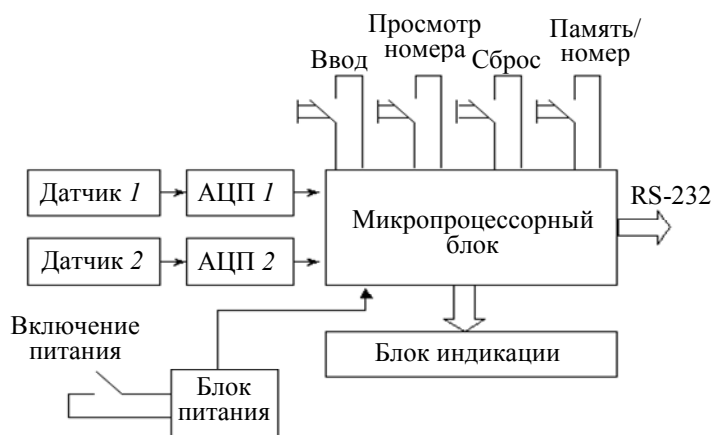 Ввод
Просмотр
номера
Сброс
Память/
номер
Датчик 1
АЦП 1
Микропроцессорный
блок
RS-232
Датчик 2
АЦП 2
Включение
питания
Блок
питания
Блок индикации